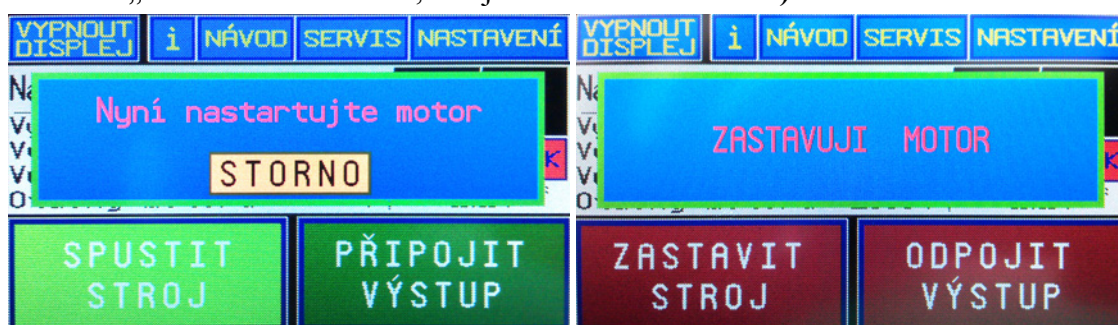 VYPNOUT
DISPLEJ
i
NÁVOD
SERVIS
NASTAVENÍ
Nyní nastartujte motor
STORNO
SPUSTIT
STROJ
PŘIPOJIT
VÝSTUP
VYPNOUT
DISPLEJ
i
NÁVOD
SERVIS
NASTAVENÍ
ZASTAVUJI MOTOR
ZASTAVIT
STROJ
ODPOJIT
VÝSTUP